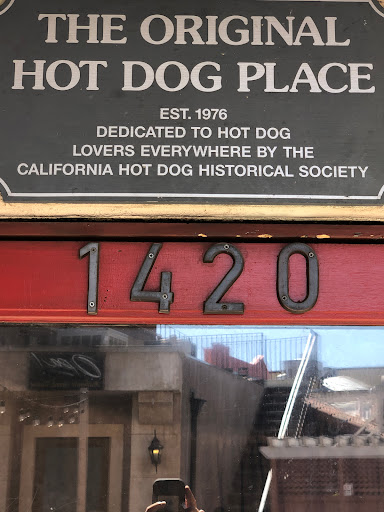 THE ORIGINAL
HOT DOG PLACE
EST. 1976
DEDICATED TO HOT DOG
LOVERS EVERYWHERE BY THE
CALIFORNIA HOT DOG HISTORICAL SOCIETY
1420